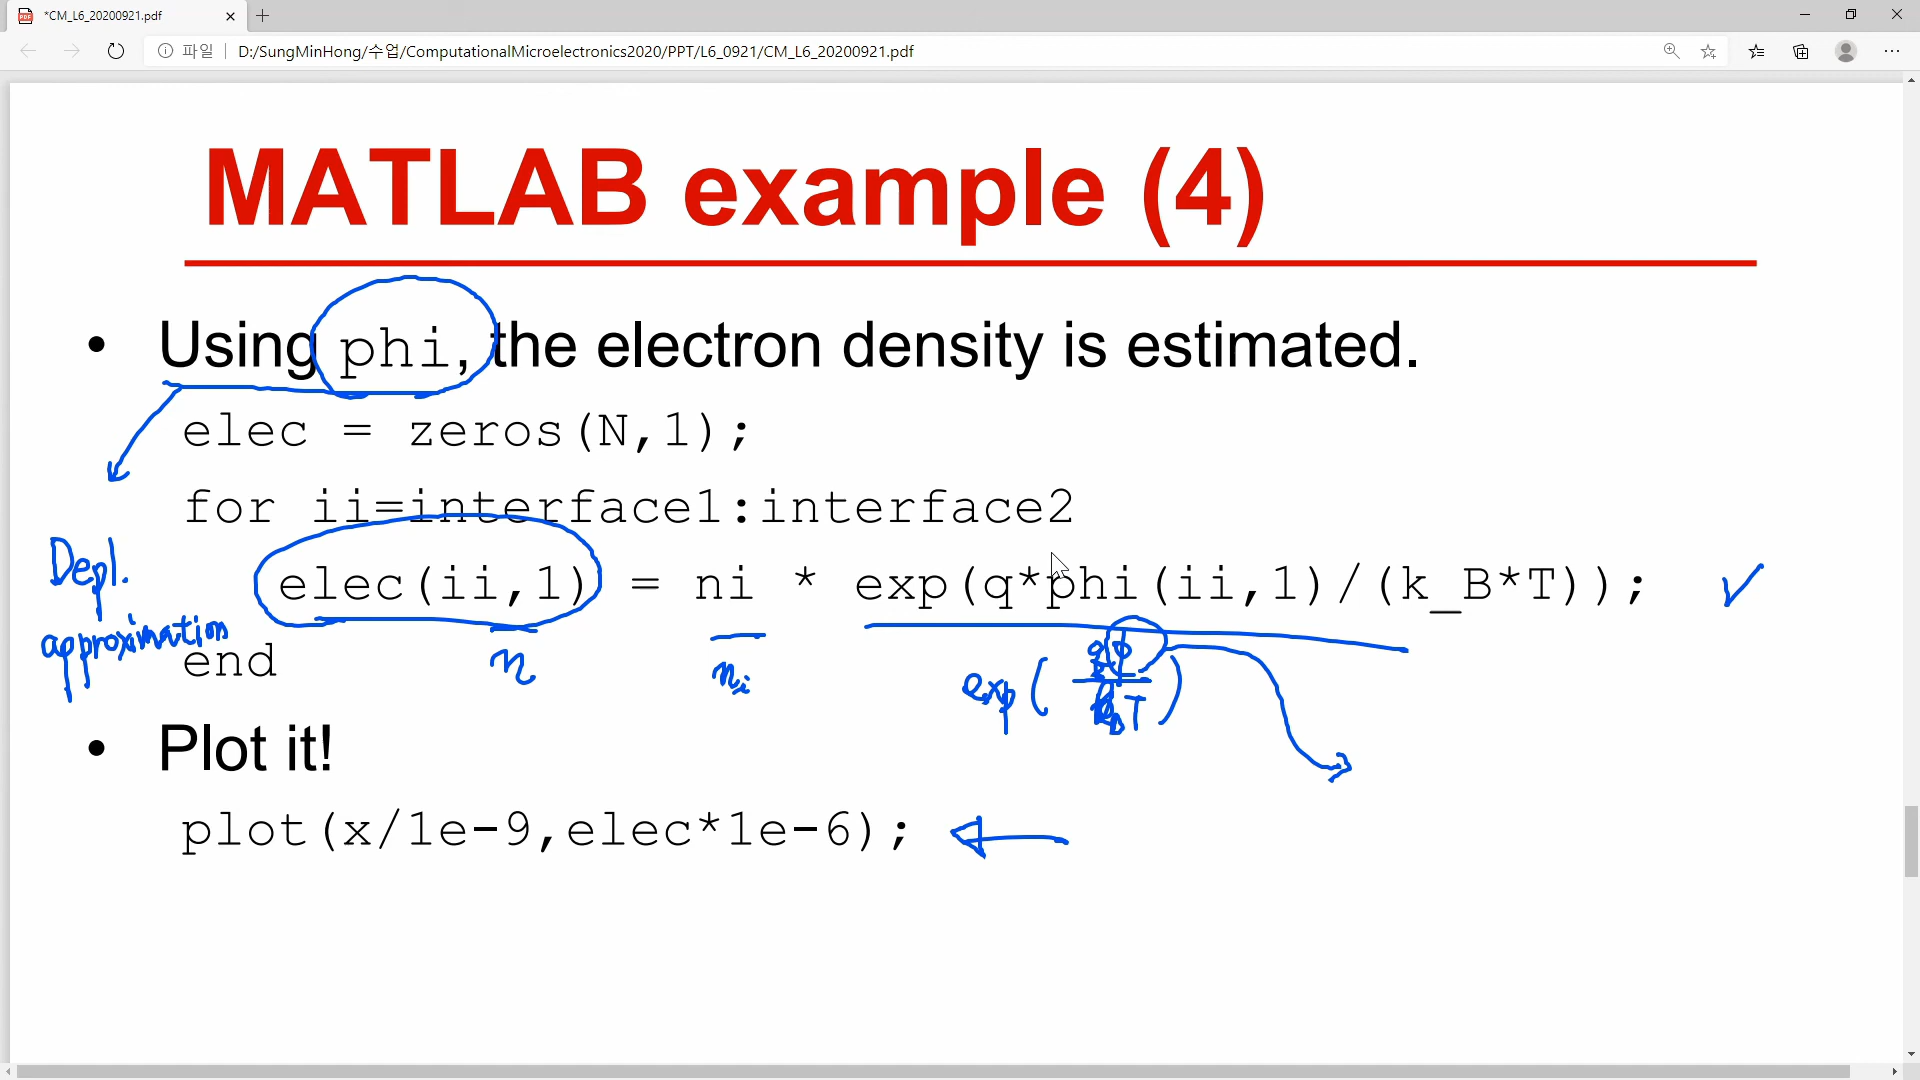 *CM_L6_20200921.pdf
파일 D:/SungMinHong/수업/ComputationalMicroelectronics2020/PPT/L6_0921/CM_L6_20200921.pdf
MATLAB example (4)
• Using phi, the electron density is estimated.
elec = zeros(N,1);
for ii=interface1:interface2
Depl.
elec(ii,1) = ni * exp(q*phi(ii,1)/(k_B*T));
approximation
end
n
ni
exp( qϕ / kBT )
• Plot it!
plot(x/1e-9,elec*1e-6);